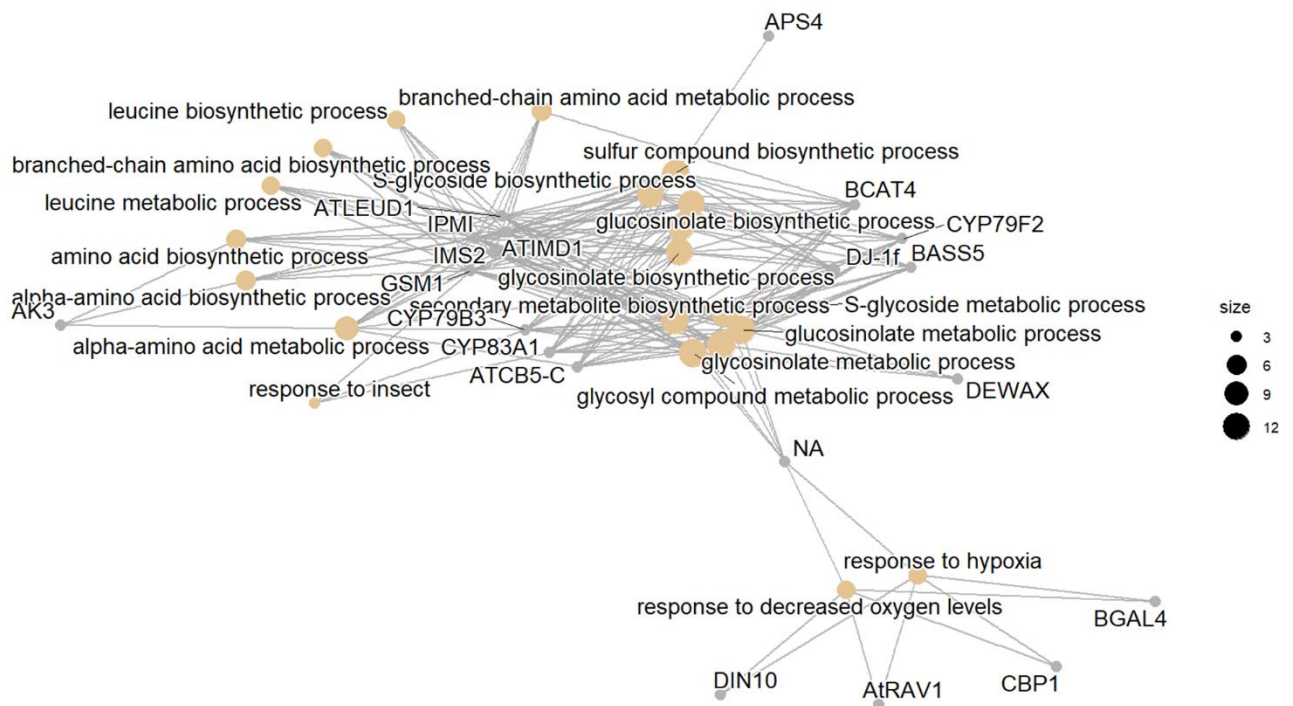 APS4
branched-chain amino acid metabolic process
leucine biosynthetic process
sulfur compound biosynthetic process
branched-chain amino acid biosynthetic process
S-glycoside biosynthetic process
BCAT4
leucine metabolic process
ATLEUD1
IPMI
glucosinolate biosynthetic process
CYP79F2
amino acid biosynthetic process
IMS2
ATIMD1
DJ-1f
BASS5
GSM1
glycosinolate biosynthetic process
alpha-amino acid biosynthetic process
secondary metabolite biosynthetic process
S-glycoside metabolic process
AK3
CYP79B3
glucosinolate metabolic process
alpha-amino acid metabolic process
CYP83A1
glycosinolate metabolic process
response to insect
ATCB5-C
glycosyl compound metabolic process
DEWAX
NA
response to hypoxia
response to decreased oxygen levels
BGAL4
DIN10
AtRAV1
CBP1
size
3
6
9
12